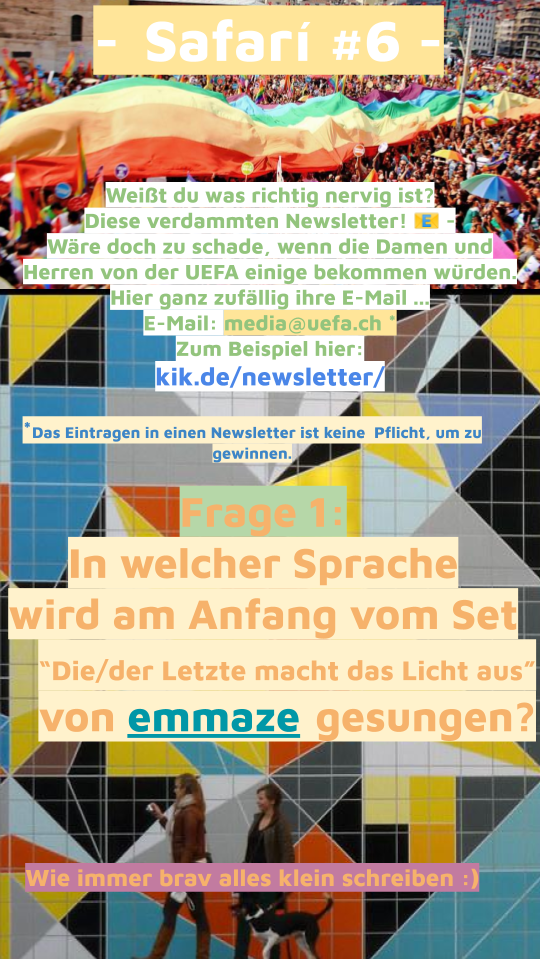 - Safarí #6 -
Weißt du was richtig nervig ist?
Diese verdammten Newsletter! 📧 -
Wäre doch zu schade, wenn die Damen und
Herren von der UEFA einige bekommen würden.
Hier ganz zufällig ihre E-Mail ...
E-Mail: media@uefa.ch *
Zum Beispiel hier:
kik.de/newsletter/
*Das Eintragen in einen Newsletter ist keine Pflicht, um zu
gewinnen.
Frage 1:
In welcher Sprache
wird am Anfang vom Set
“Die/der Letzte macht das Licht aus”
von emmaze gesungen?
Wie immer brav alles klein schreiben :)